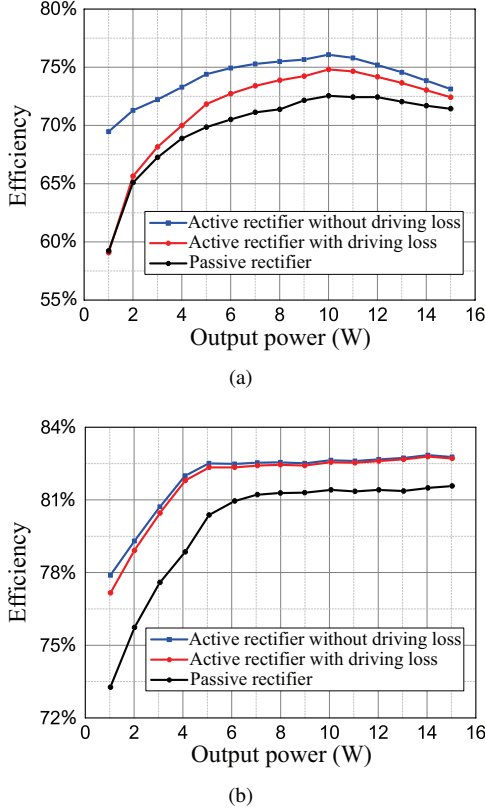 80%
75%
70%
65%
60%
55%
Efficiency
Active rectifier without driving loss
Active rectifier with driving loss
Passive rectifier
0 2 4 6 8 10 12 14 16
Output power (W)
(a)
84%
81%
78%
75%
72%
Efficiency
Active rectifier without driving loss
Active rectifier with driving loss
Passive rectifier
0 2 4 6 8 10 12 14 16
Output power (W)
(b)